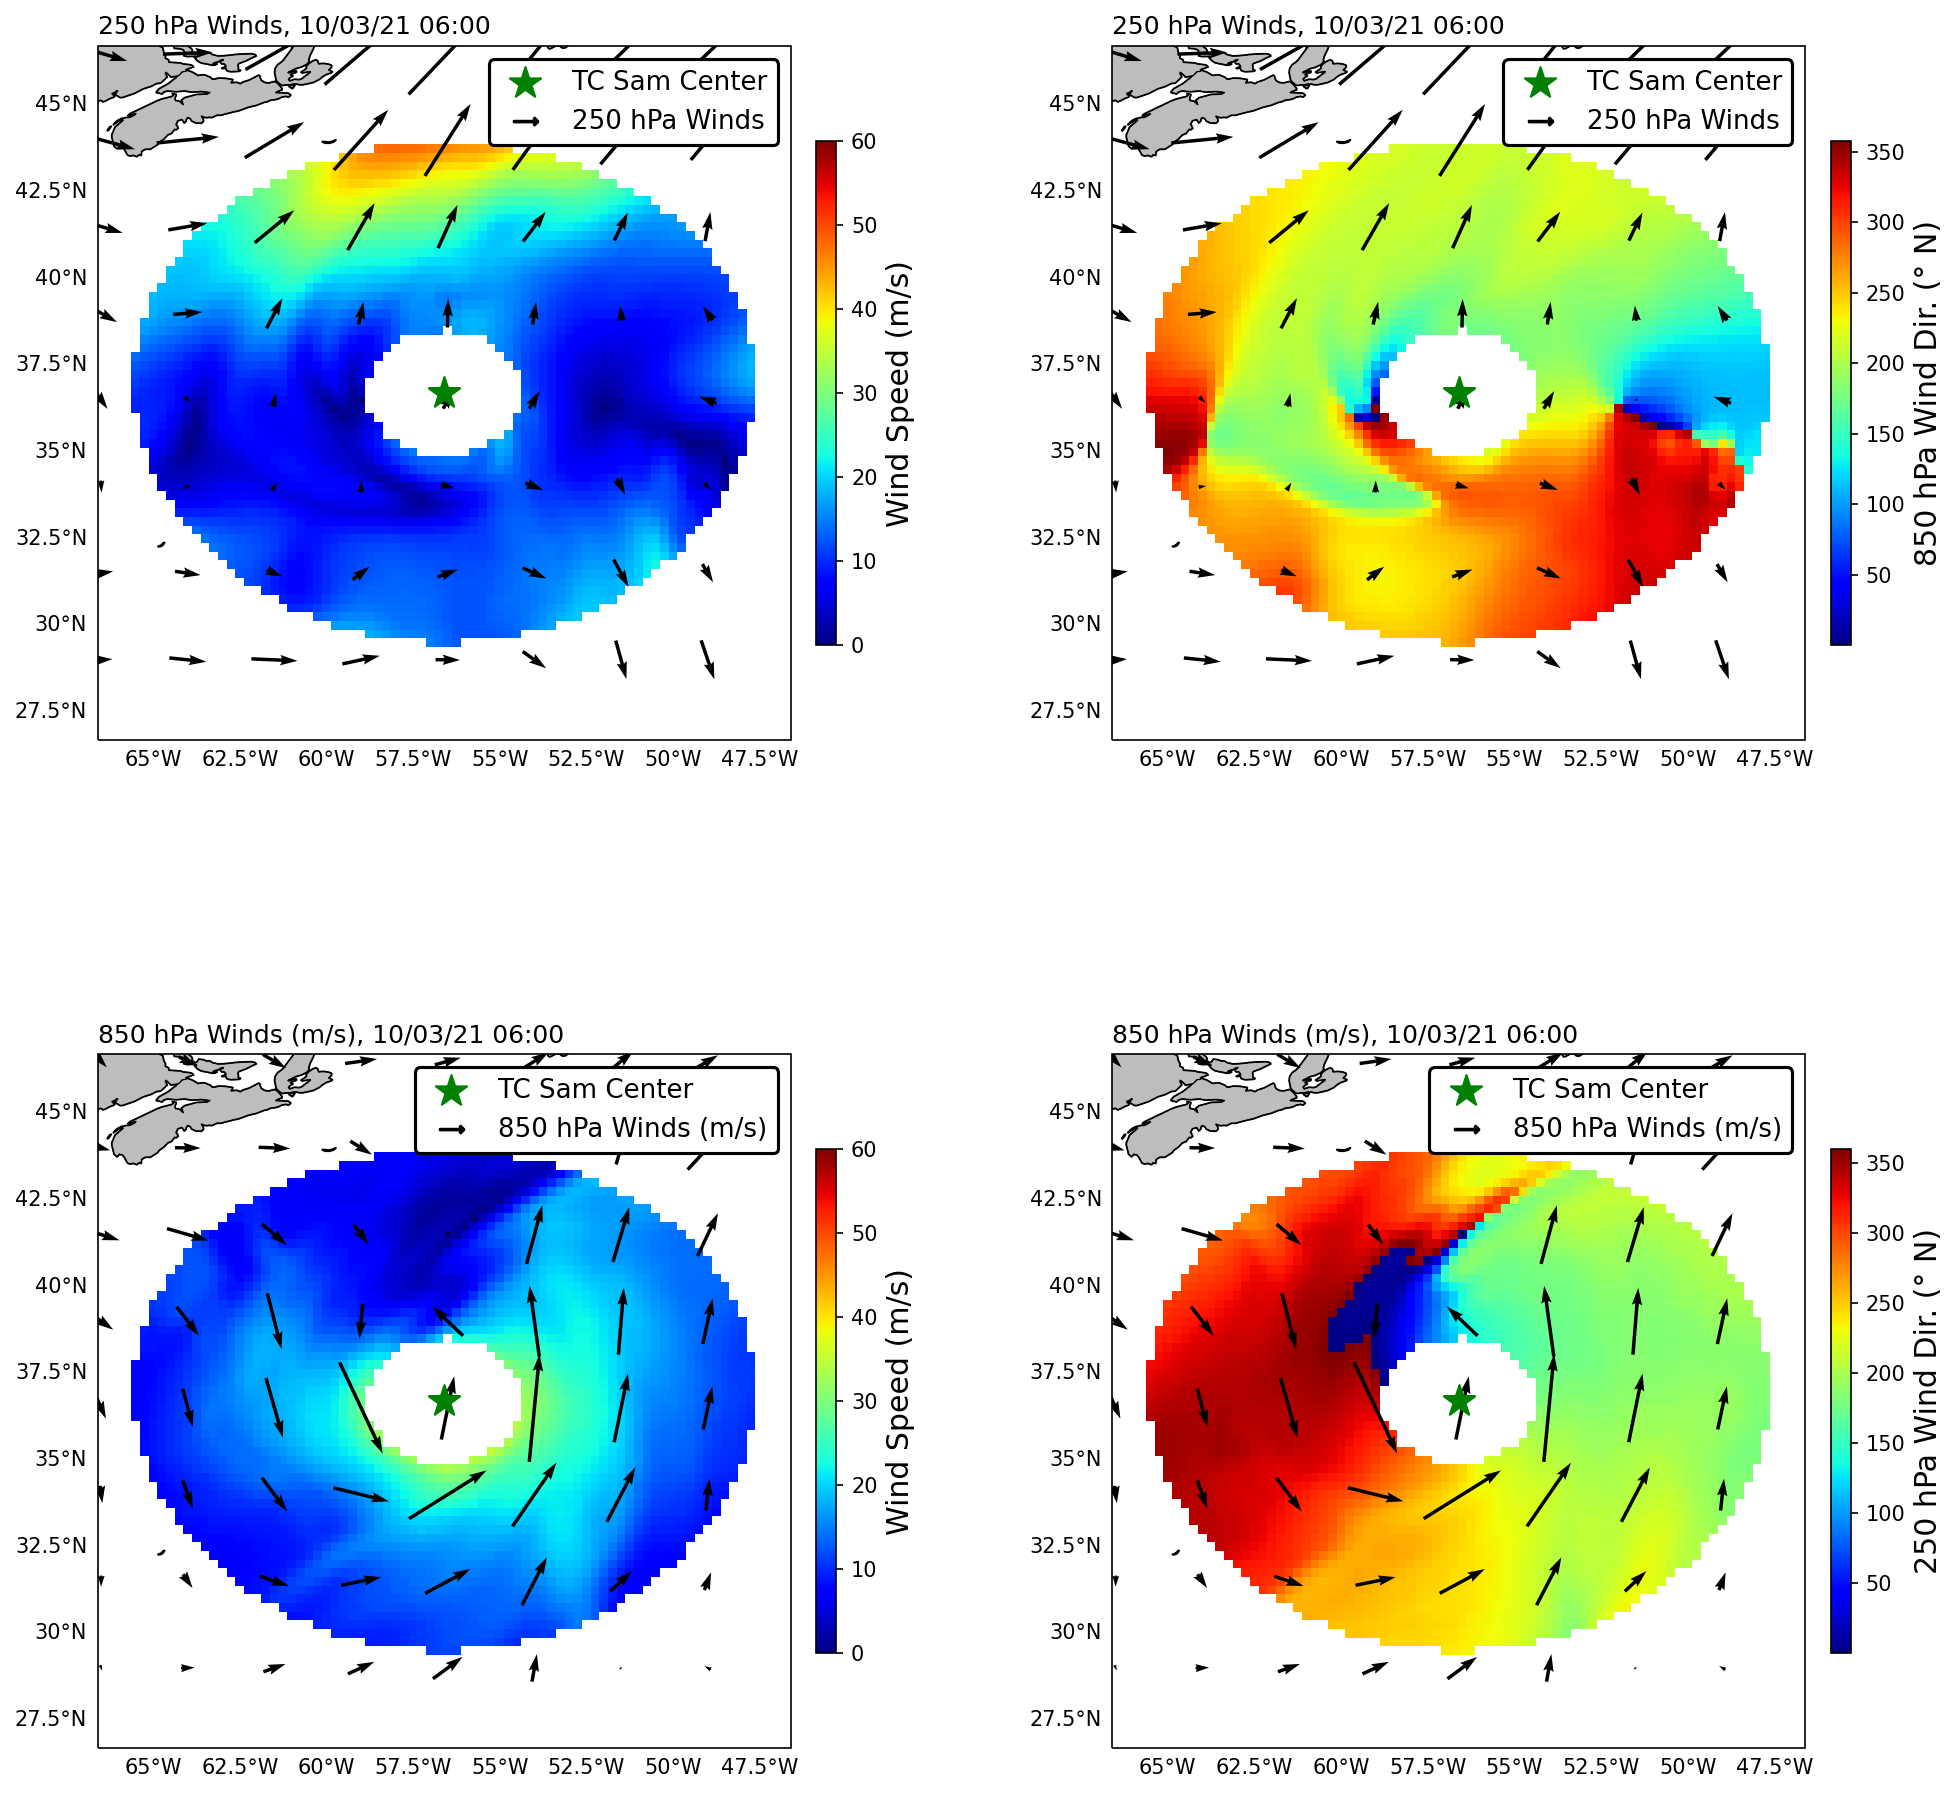 250 hPa Winds, 10/03/21 06:00
TC Sam Center
250 hPa Winds
45°N
42.5°N
40°N
37.5°N
35°N
32.5°N
30°N
27.5°N
65°W 62.5°W 60°W 57.5°W 55°W 52.5°W 50°W 47.5°W
60
50
40
30
20
10
0
Wind Speed (m/s)
250 hPa Winds, 10/03/21 06:00
TC Sam Center
250 hPa Winds
45°N
42.5°N
40°N
37.5°N
35°N
32.5°N
30°N
27.5°N
65°W 62.5°W 60°W 57.5°W 55°W 52.5°W 50°W 47.5°W
350
300
250
200
150
100
50
850 hPa Wind Dir. (° N)
850 hPa Winds (m/s), 10/03/21 06:00
TC Sam Center
850 hPa Winds (m/s)
45°N
42.5°N
40°N
37.5°N
35°N
32.5°N
30°N
27.5°N
65°W 62.5°W 60°W 57.5°W 55°W 52.5°W 50°W 47.5°W
60
50
40
30
20
10
0
Wind Speed (m/s)
850 hPa Winds (m/s), 10/03/21 06:00
TC Sam Center
850 hPa Winds (m/s)
45°N
42.5°N
40°N
37.5°N
35°N
32.5°N
30°N
27.5°N
65°W 62.5°W 60°W 57.5°W 55°W 52.5°W 50°W 47.5°W
350
300
250
200
150
100
50
250 hPa Wind Dir. (° N)